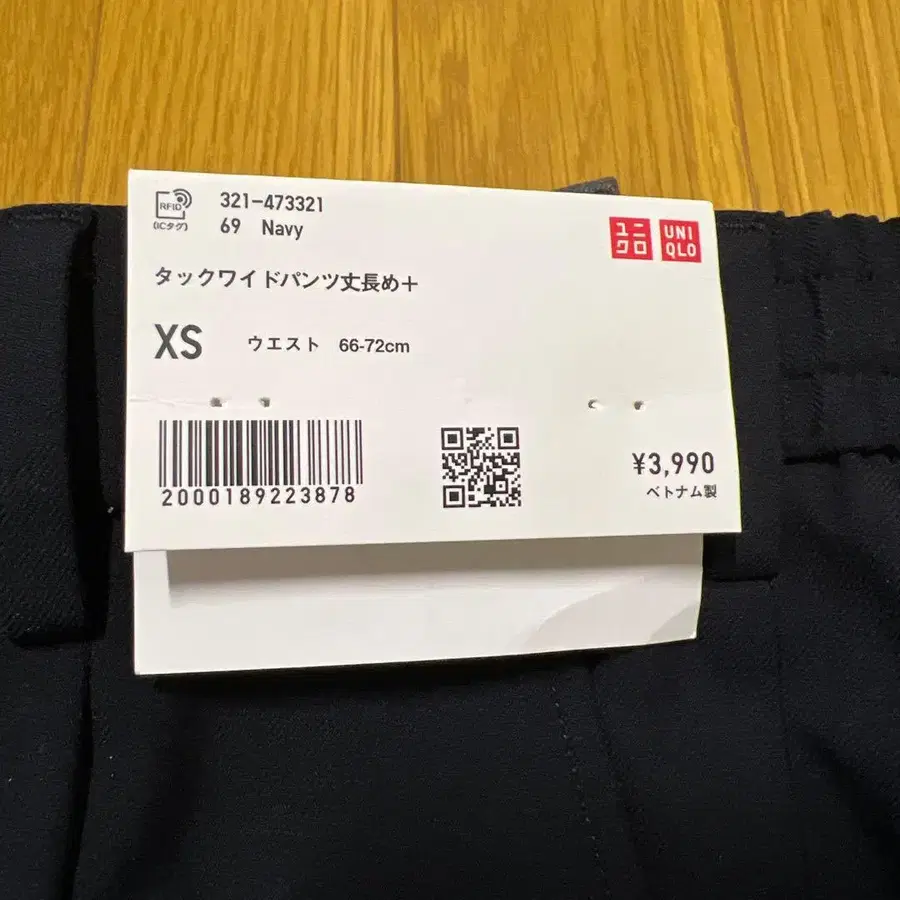 RFID
(ICタグ)
321-473321
69 Navy
ユニ
クロ
UNI
QLO
タックワイドパンツ丈長め+
XS ウエスト 66-72cm
2000189223878
¥3,990
ベトナム製